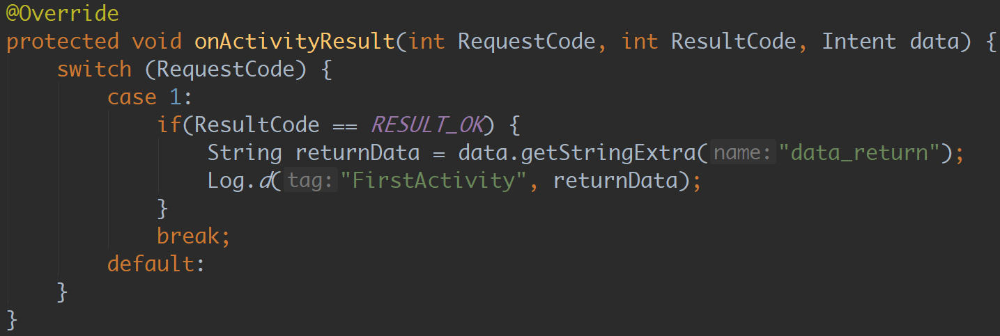 @Override
protected void onActivityResult(int RequestCode, int ResultCode, Intent data) {
switch (RequestCode) {
case 1:
if(ResultCode == RESULT_OK) {
String returnData = data.getStringExtra( name: "data_return");
Log.d( tag: "FirstActivity", returnData);
}
break;
default:
}
}